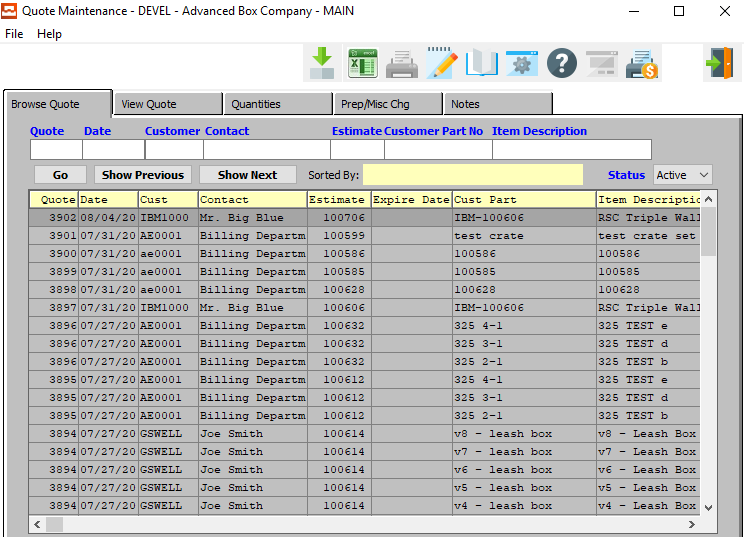 Quote Maintenance - DEVEL - Advanced Box Company - MAIN
File Help
Browse Quote View Quote Quantities Prep/Misc Chg Notes
Quote Date Customer Contact Estimate Customer Part No Item Description
Go Show Previous Show Next Sorted By: Status Active
Quote Date Cust Contact Estimate Expire Date Cust Part Item Descriptio
3902 08/04/20 IBM1000 Mr. Big Blue 100706 IBM-100606 RSC Triple Wall
3901 07/31/20 AE0001 Billing Departm 100599 test crate test crate set
3900 07/31/20 ae0001 Billing Departm 100586 100586 100586
3899 07/31/20 ae0001 Billing Departm 100585 100585 100585
3898 07/31/20 ae0001 Billing Departm 100628 100628 100628
3897 07/31/20 IBM1000 Mr. Big Blue 100606 IBM-100606 RSC Triple Wall
3896 07/27/20 AE0001 Billing Departm 100632 325 4-1 325 TEST e
3896 07/27/20 AE0001 Billing Departm 100632 325 3-1 325 TEST d
3896 07/27/20 AE0001 Billing Departm 100632 325 2-1 325 TEST b
3895 07/27/20 AE0001 Billing Departm 100612 325 4-1 325 TEST e
3895 07/27/20 AE0001 Billing Departm 100612 325 3-1 325 TEST d
3895 07/27/20 AE0001 Billing Departm 100612 325 2-1 325 TEST b
3894 07/27/20 GSWELL Joe Smith 100614 v8 - leash box v8 - Leash Box
3894 07/27/20 GSWELL Joe Smith 100614 v7 - leash box v7 - Leash Box
3894 07/27/20 GSWELL Joe Smith 100614 v6 - leash box v6 - Leash Box
3894 07/27/20 GSWELL Joe Smith 100614 v5 - leash box v5 - Leash Box
3894 07/27/20 GSWELL Joe Smith 100614 v4 - leash box v4 - Leash Box